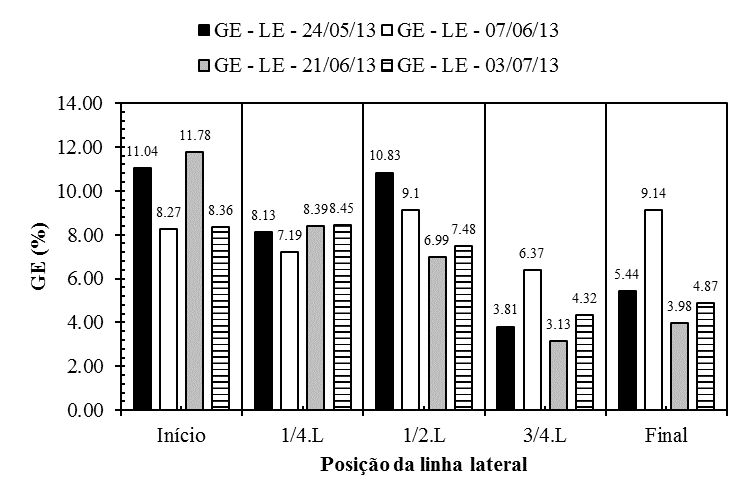 GE - LE - 24/05/13 GE - LE - 07/06/13
GE - LE - 21/06/13 GE - LE - 03/07/13
GE (%)
14.00
12.00
10.00
8.00
6.00
4.00
2.00
0.00
11.04 8.27 11.78 8.36
8.13 7.19 8.39 8.45
10.83 9.1 6.99 7.48
3.81 6.37 3.13 4.32
5.44 9.14 3.98 4.87
Início 1/4.L 1/2.L 3/4.L Final
Posição da linha lateral